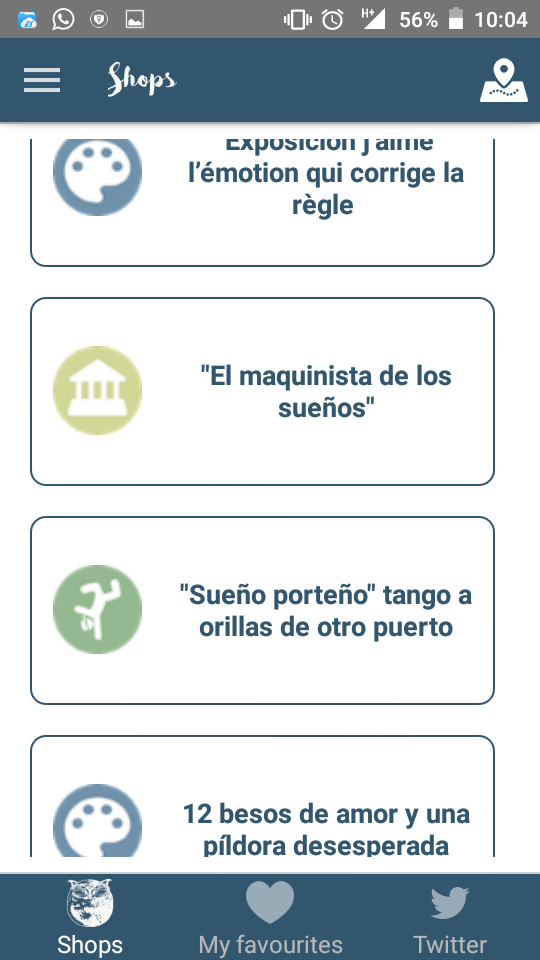 H+ 56% 10:04
Shops
Exposición j'aime
l'émotion qui corrige la
règle
"El maquinista de los
sueños"
"Sueño porteño" tango a
orillas de otro puerto
12 besos de amor y una
píldora desesperada
Shops My favourites Twitter